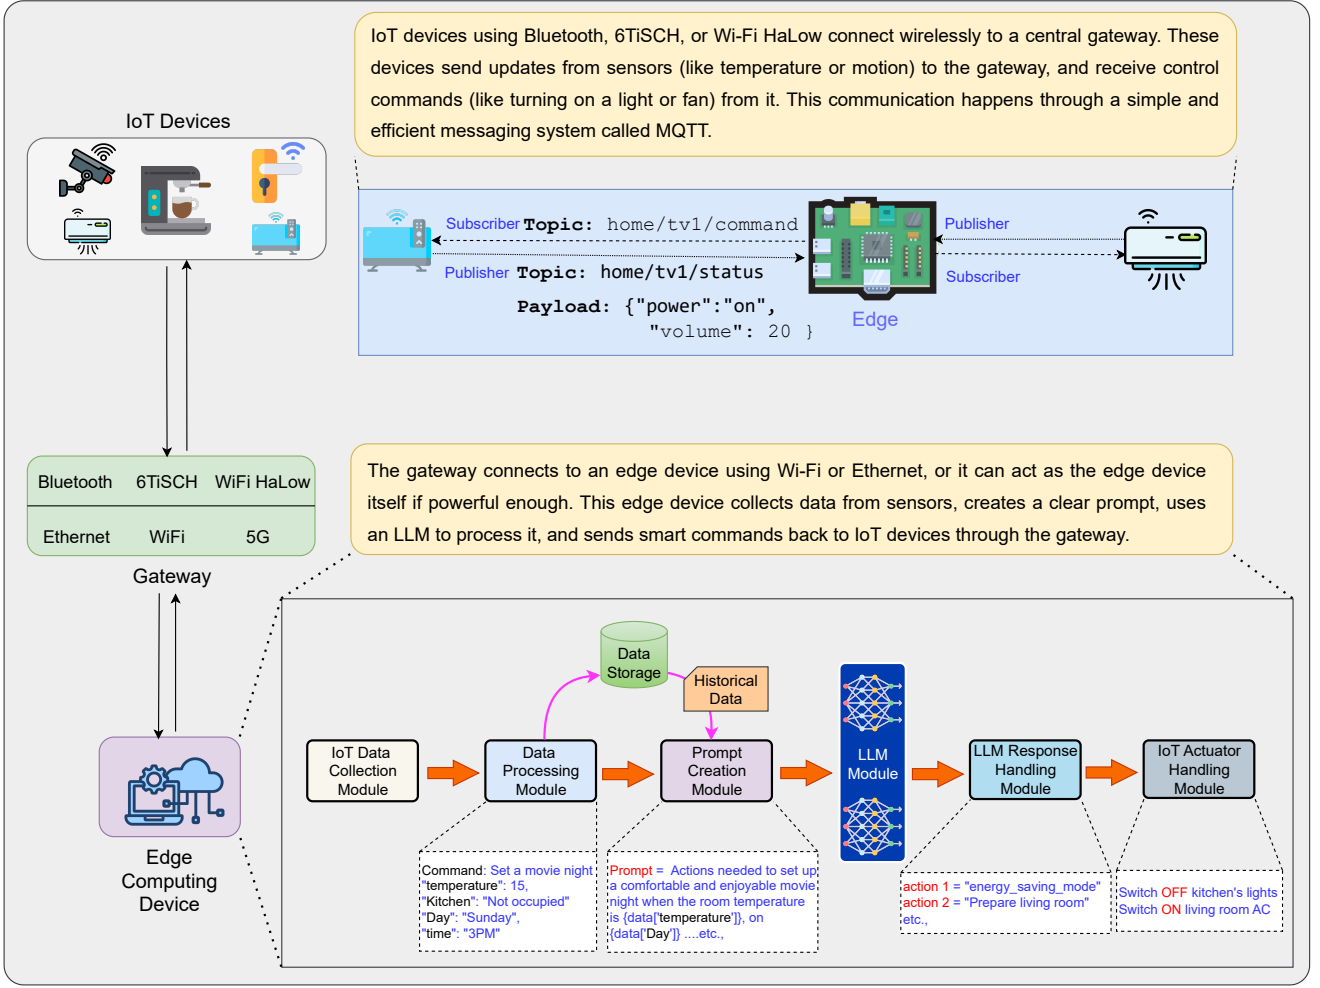 IoT devices using Bluetooth, 6TiSCH, or Wi-Fi HaLow connect wirelessly to a central gateway. These
devices send updates from sensors (like temperature or motion) to the gateway, and receive control
commands (like turning on a light or fan) from it. This communication happens through a simple and
efficient messaging system called MQTT.
IoT Devices
Subscriber Topic: home/tv1/command
Publisher Topic: home/tv1/status
Payload: {"power":"on",
"volume": 20 }
Edge
Publisher
Subscriber
Bluetooth 6TiSCH WiFi HaLow
Ethernet WiFi 5G
Gateway
The gateway connects to an edge device using Wi-Fi or Ethernet, or it can act as the edge device
itself if powerful enough. This edge device collects data from sensors, creates a clear prompt, uses
an LLM to process it, and sends smart commands back to IoT devices through the gateway.
Edge
Computing
Device
Data
Storage
Historical
Data
IoT Data
Collection
Module
Data
Processing
Module
Prompt
Creation
Module
LLM
Module
LLM Response
Handling
Module
IoT Actuator
Handling
Module
Command: Set a movie night
"temperature": 15,
"Kitchen": "Not occupied"
"Day": "Sunday",
"time": "3PM"
Prompt = Actions needed to set up
a comfortable and enjoyable movie
night when the room temperature
is {data['temperature']}, on
{data['Day']} ....etc.,
action 1 = "energy_saving_mode"
action 2 = "Prepare living room"
etc.,
Switch OFF kitchen's lights
Switch ON living room AC